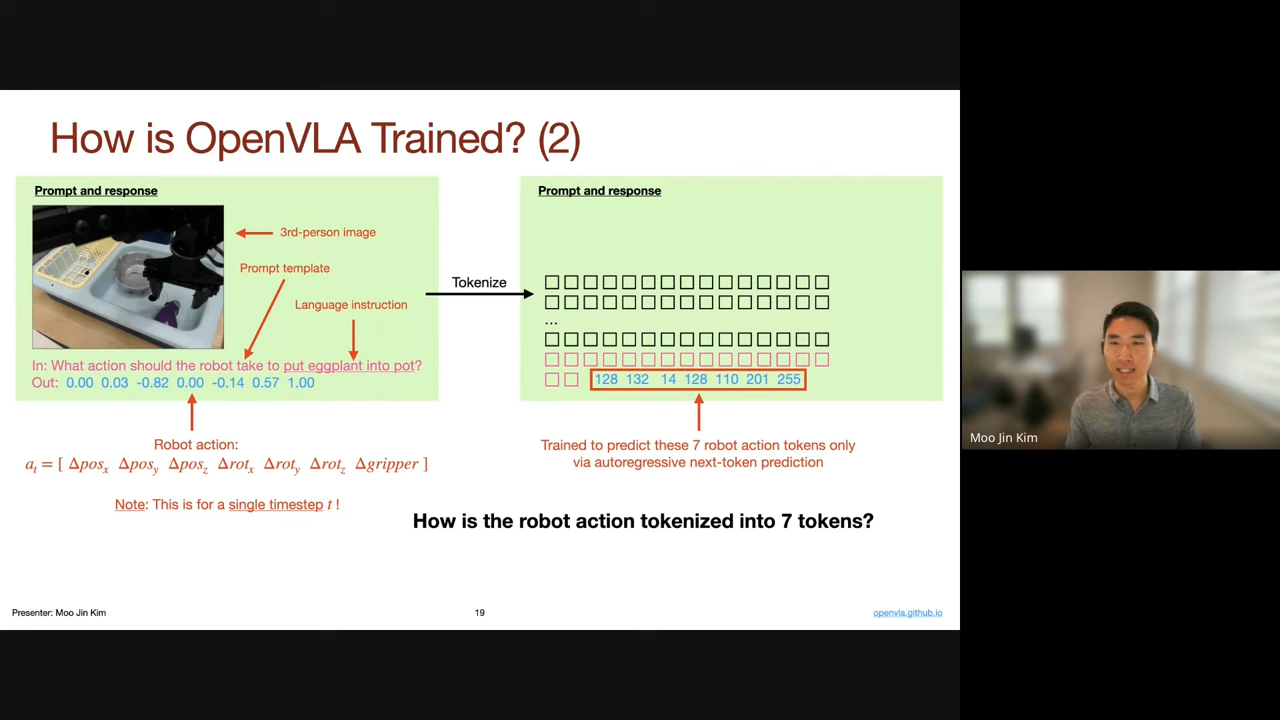 How is OpenVLA Trained? (2)
Prompt and response
3rd-person image
Prompt template
Language instruction
In: What action should the robot take to put eggplant into pot?
Out: 0.00 0.03 -0.82 0.00 -0.14 0.57 1.00
Robot action:
aₜ = [ Δposₓ Δposᵧ Δpos_z Δrotₓ Δrotᵧ Δrot_z Δgripper ]
Note: This is for a single timestep t !
Tokenize
Prompt and response
...
128 132 14 128 110 201 255
Trained to predict these 7 robot action tokens only
via autoregressive next-token prediction
How is the robot action tokenized into 7 tokens?
Presenter: Moo Jin Kim
19
openvla.github.io
Moo Jin Kim